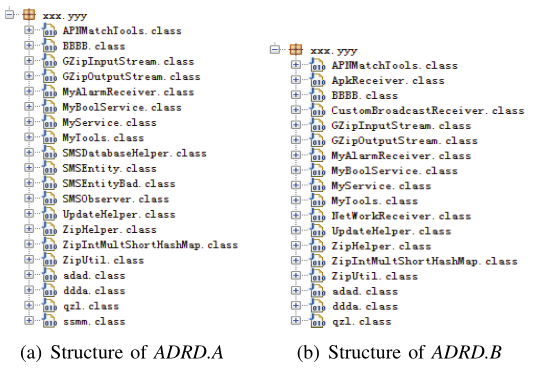 xxx.yyy
APNMatchTools.class
BBBB.class
GZipInputStream.class
GZipOutputStream.class
MyAlarmReceiver.class
MyBoolService.class
MyService.class
MyTools.class
SMSDatabaseHelper.class
SMSEntity.class
SMSEntityBad.class
SMSObserver.class
UpdateHelper.class
ZipHelper.class
ZipIntMultShortHashMap.class
ZipUtil.class
adad.class
ddda.class
qzl.class
ssmm.class
(a) Structure of ADRD.A
xxx.yyy
APNMatchTools.class
ApkReceiver.class
BBBB.class
CustomBroadcastReceiver.class
GZipInputStream.class
GZipOutputStream.class
MyAlarmReceiver.class
MyBoolService.class
MyService.class
MyTools.class
NetWorkReceiver.class
UpdateHelper.class
ZipHelper.class
ZipIntMultShortHashMap.class
ZipUtil.class
adad.class
ddda.class
qzl.class
(b) Structure of ADRD.B